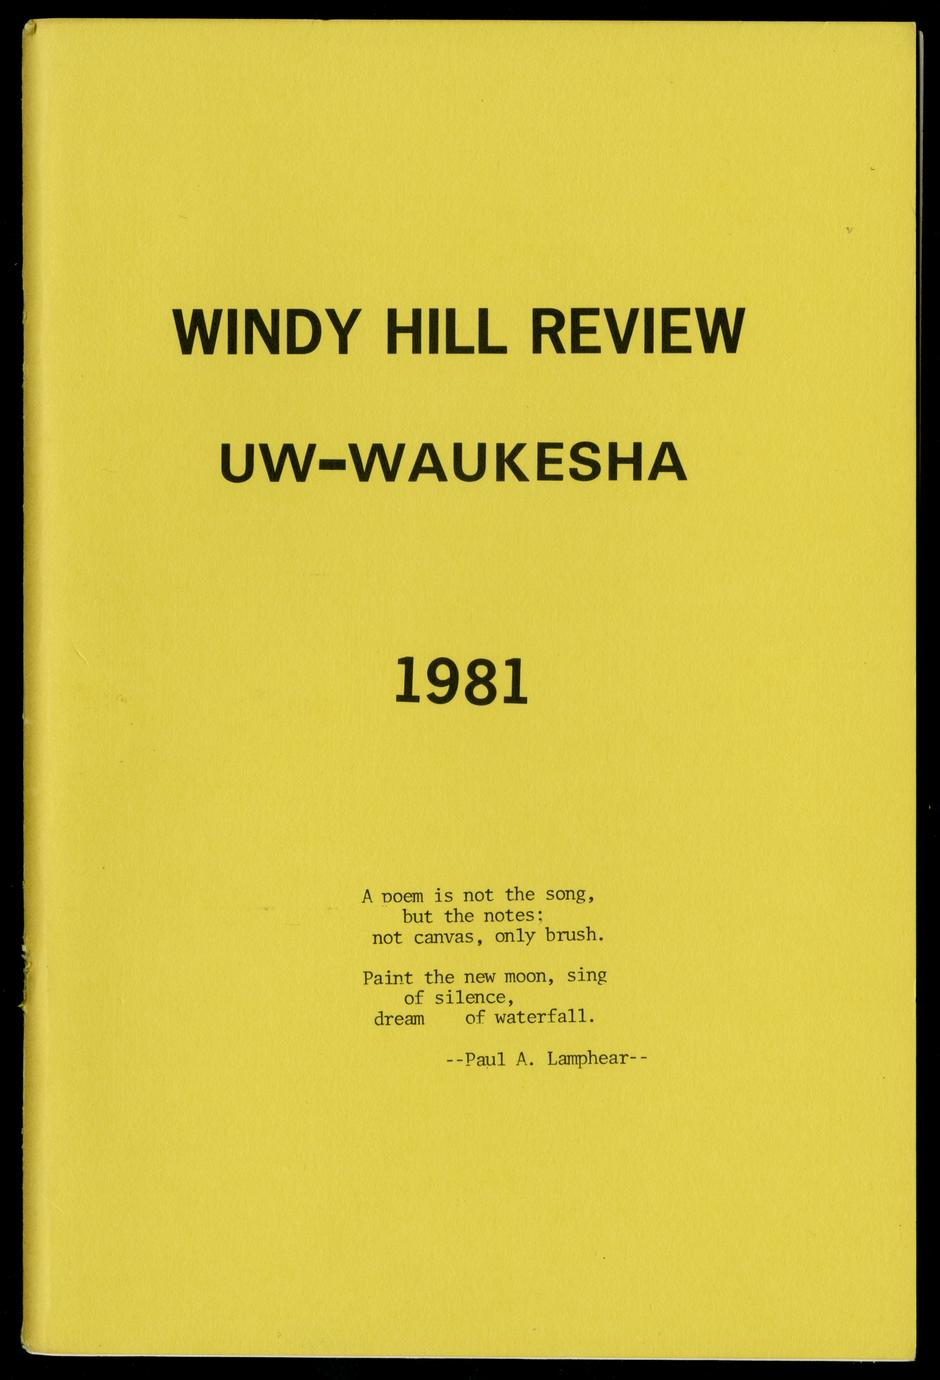 WINDY HILL REVIEW
UW-WAUKESHA
1981
A poem is not the song,
but the notes:
not canvas, only brush.
Paint the new moon, sing
of silence,
dream of waterfall.
--Paul A. Lamphear--